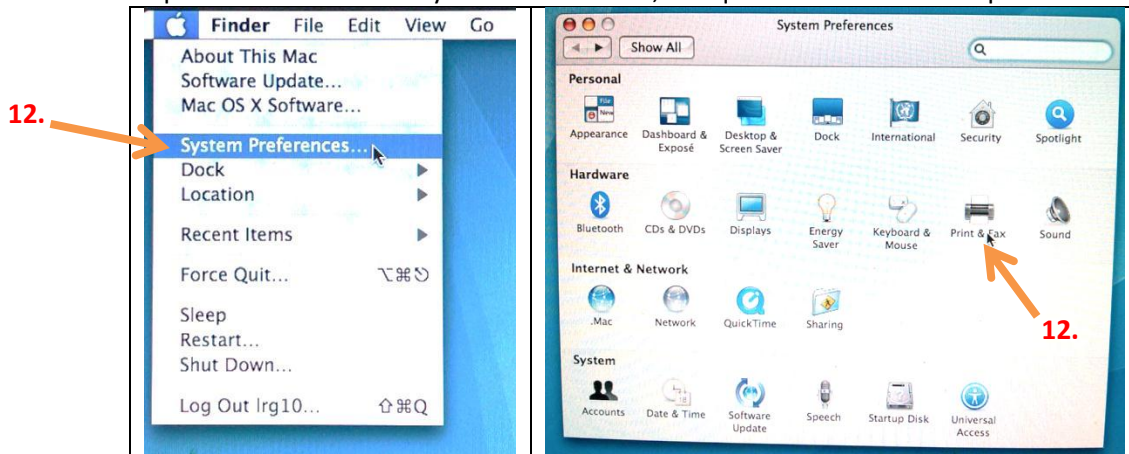 Finder File Edit View Go
About This Mac
Software Update...
Mac OS X Software...
12.
System Preferences...
Dock
Location
Recent Items
Force Quit... ⌥⌘⎋
Sleep
Restart...
Shut Down...
Log Out lrg10... ⇧⌘Q
System Preferences
Show All
Personal
Appearance
Dashboard & Exposé
Desktop & Screen Saver
Dock
International
Security
Spotlight
Hardware
Bluetooth
CDs & DVDs
Displays
Energy Saver
Keyboard & Mouse
Print & Fax
Sound
Internet & Network
.Mac
Network
QuickTime
Sharing
12.
System
Accounts
Date & Time
Software Update
Speech
Startup Disk
Universal Access